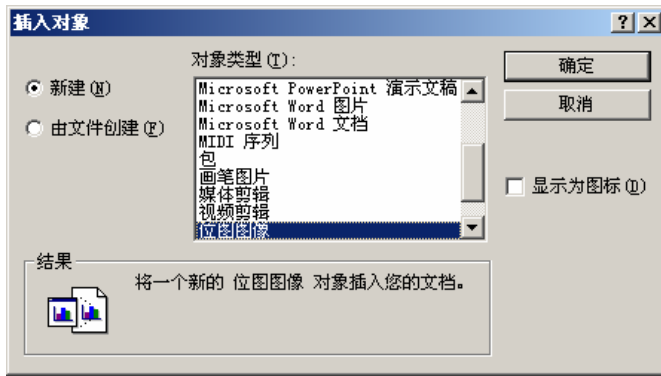 插入对象
对象类型(T):
新建(N)
由文件创建(F)
Microsoft PowerPoint 演示文稿
Microsoft Word 图片
Microsoft Word 文档
MIDI 序列
包
画笔图片
媒体剪辑
视频剪辑
位图图像
确定
取消
显示为图标(D)
结果
将一个新的 位图图像 对象插入您的文档。